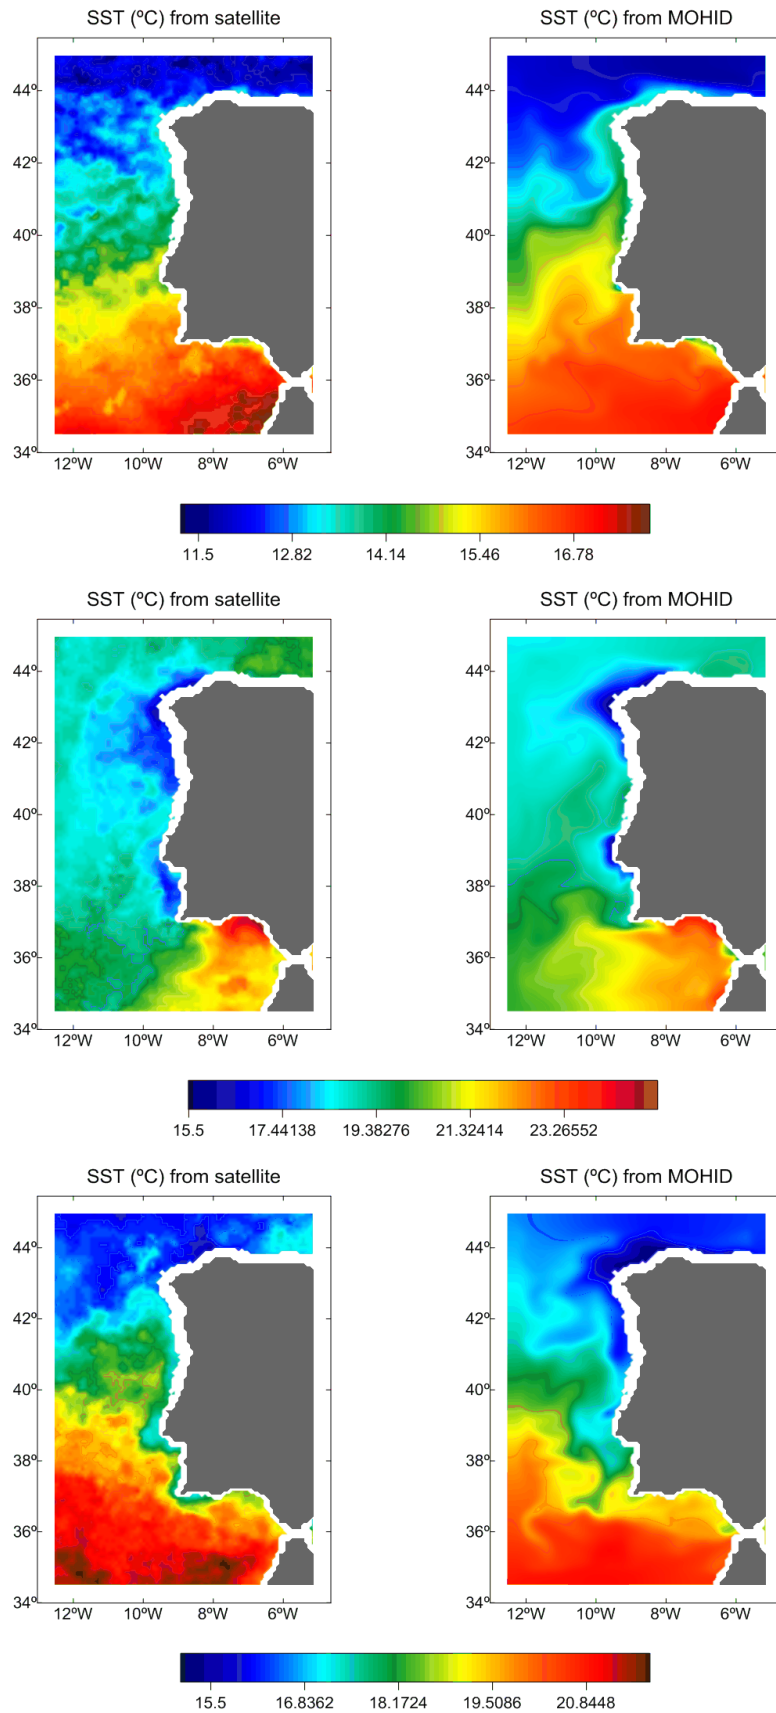 SST (ºC) from satellite SST (ºC) from MOHID
44º 44º
42º 42º
40º 40º
38º 38º
36º 36º
34º 34º
12ºW 10ºW 8ºW 6ºW 12ºW 10ºW 8ºW 6ºW
11.5 12.82 14.14 15.46 16.78
SST (ºC) from satellite SST (ºC) from MOHID
44º 44º
42º 42º
40º 40º
38º 38º
36º 36º
34º 34º
12ºW 10ºW 8ºW 6ºW 12ºW 10ºW 8ºW 6ºW
15.5 17.44138 19.38276 21.32414 23.26552
SST (ºC) from satellite SST (ºC) from MOHID
44º 44º
42º 42º
40º 40º
38º 38º
36º 36º
34º 34º
12ºW 10ºW 8ºW 6ºW 12ºW 10ºW 8ºW 6ºW
15.5 16.8362 18.1724 19.5086 20.8448